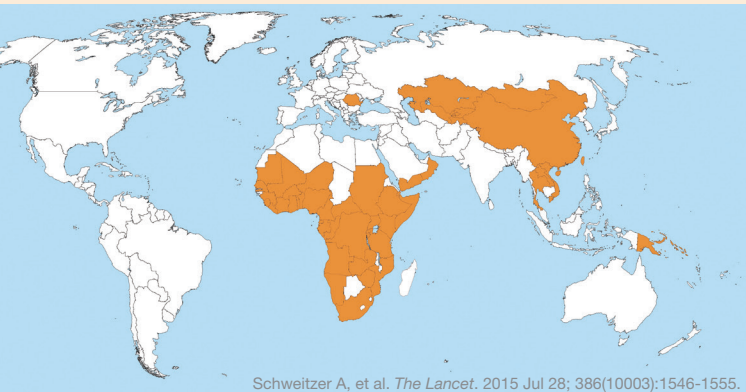 Schweitzer A, et al. The Lancet. 2015 Jul 28; 386(10003):1546-1555.